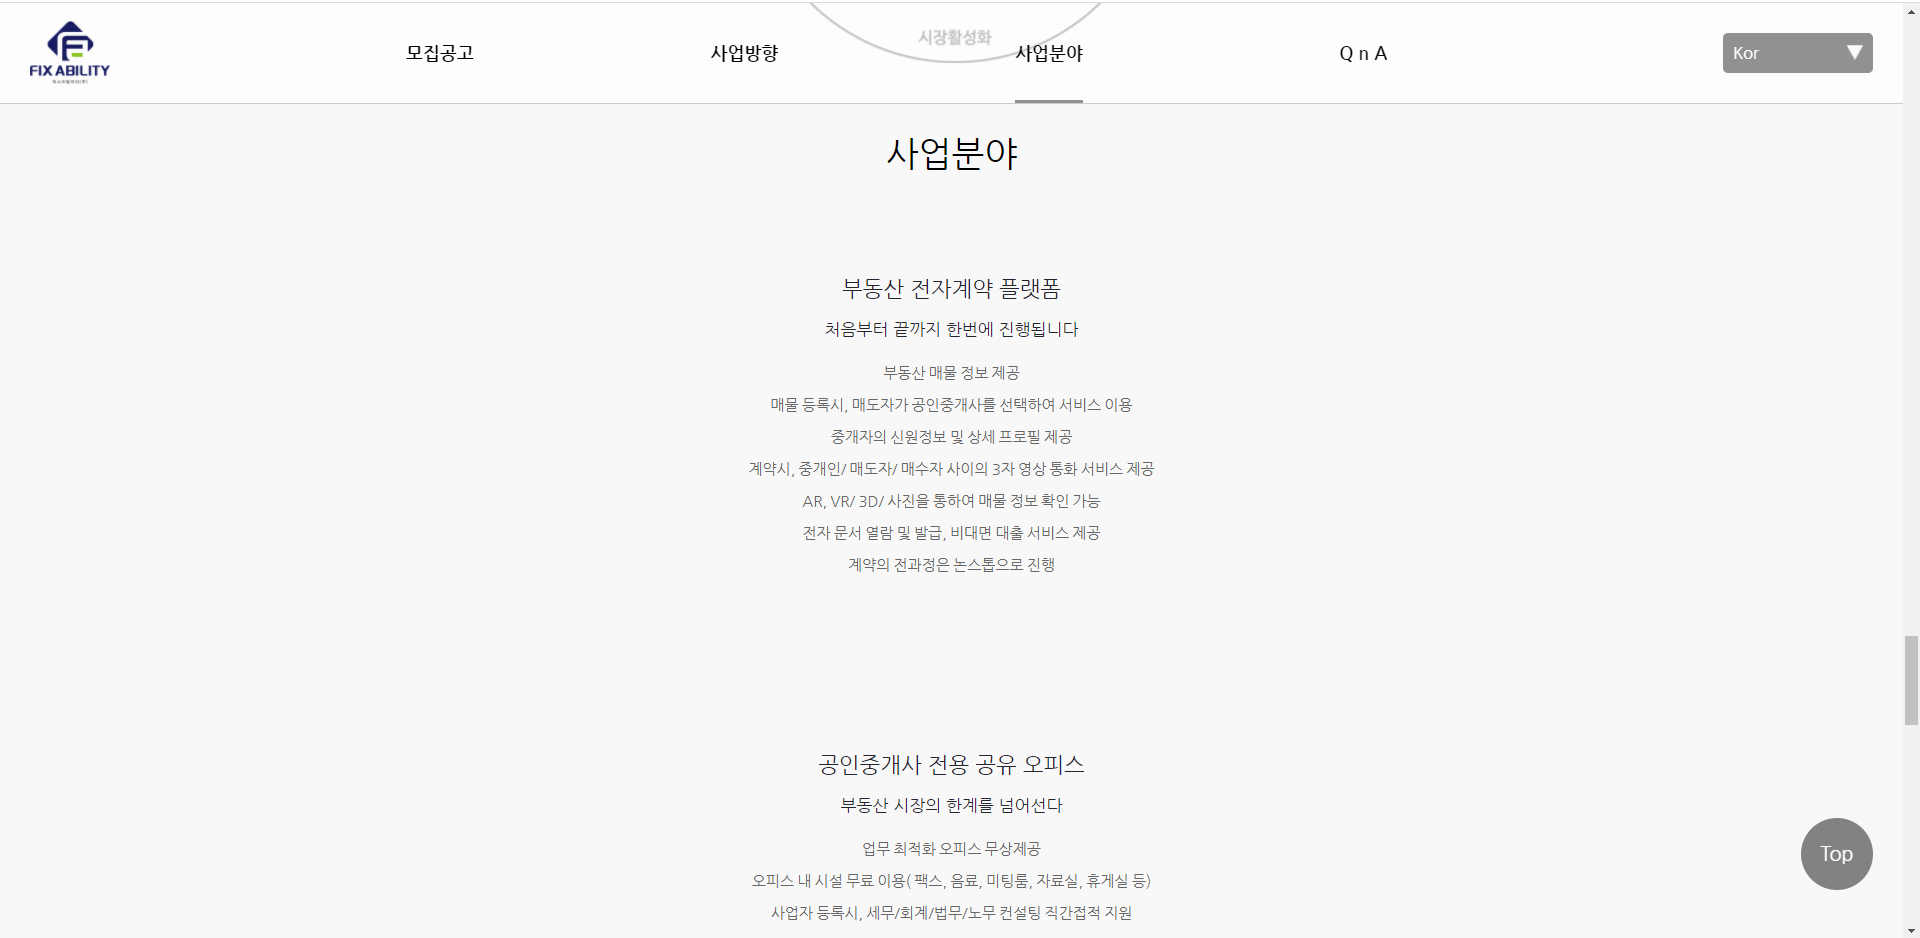 시장활성화
FIX ABILITY
모집공고
사업방향
사업분야
Q n A
Kor
사업분야
부동산 전자계약 플랫폼
처음부터 끝까지 한번에 진행됩니다
부동산 매물 정보 제공
매물 등록시, 매도자가 공인중개사를 선택하여 서비스 이용
중개자의 신원정보 및 상세 프로필 제공
계약시, 중개인/ 매도자/ 매수자 사이의 3자 영상 통화 서비스 제공
AR, VR/ 3D/ 사진을 통하여 매물 정보 확인 가능
전자 문서 열람 및 발급, 비대면 대출 서비스 제공
계약의 전과정은 논스톱으로 진행
공인중개사 전용 공유 오피스
부동산 시장의 한계를 넘어선다
업무 최적화 오피스 무상제공
오피스 내 시설 무료 이용( 팩스, 음료, 미팅룸, 자료실, 휴게실 등)
사업자 등록시, 세무/회계/법무/노무 컨설팅 직간접적 지원
Top